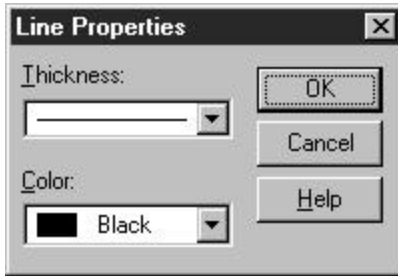 Line Properties
Thickness:
OK
Cancel
Color:
Black
Help